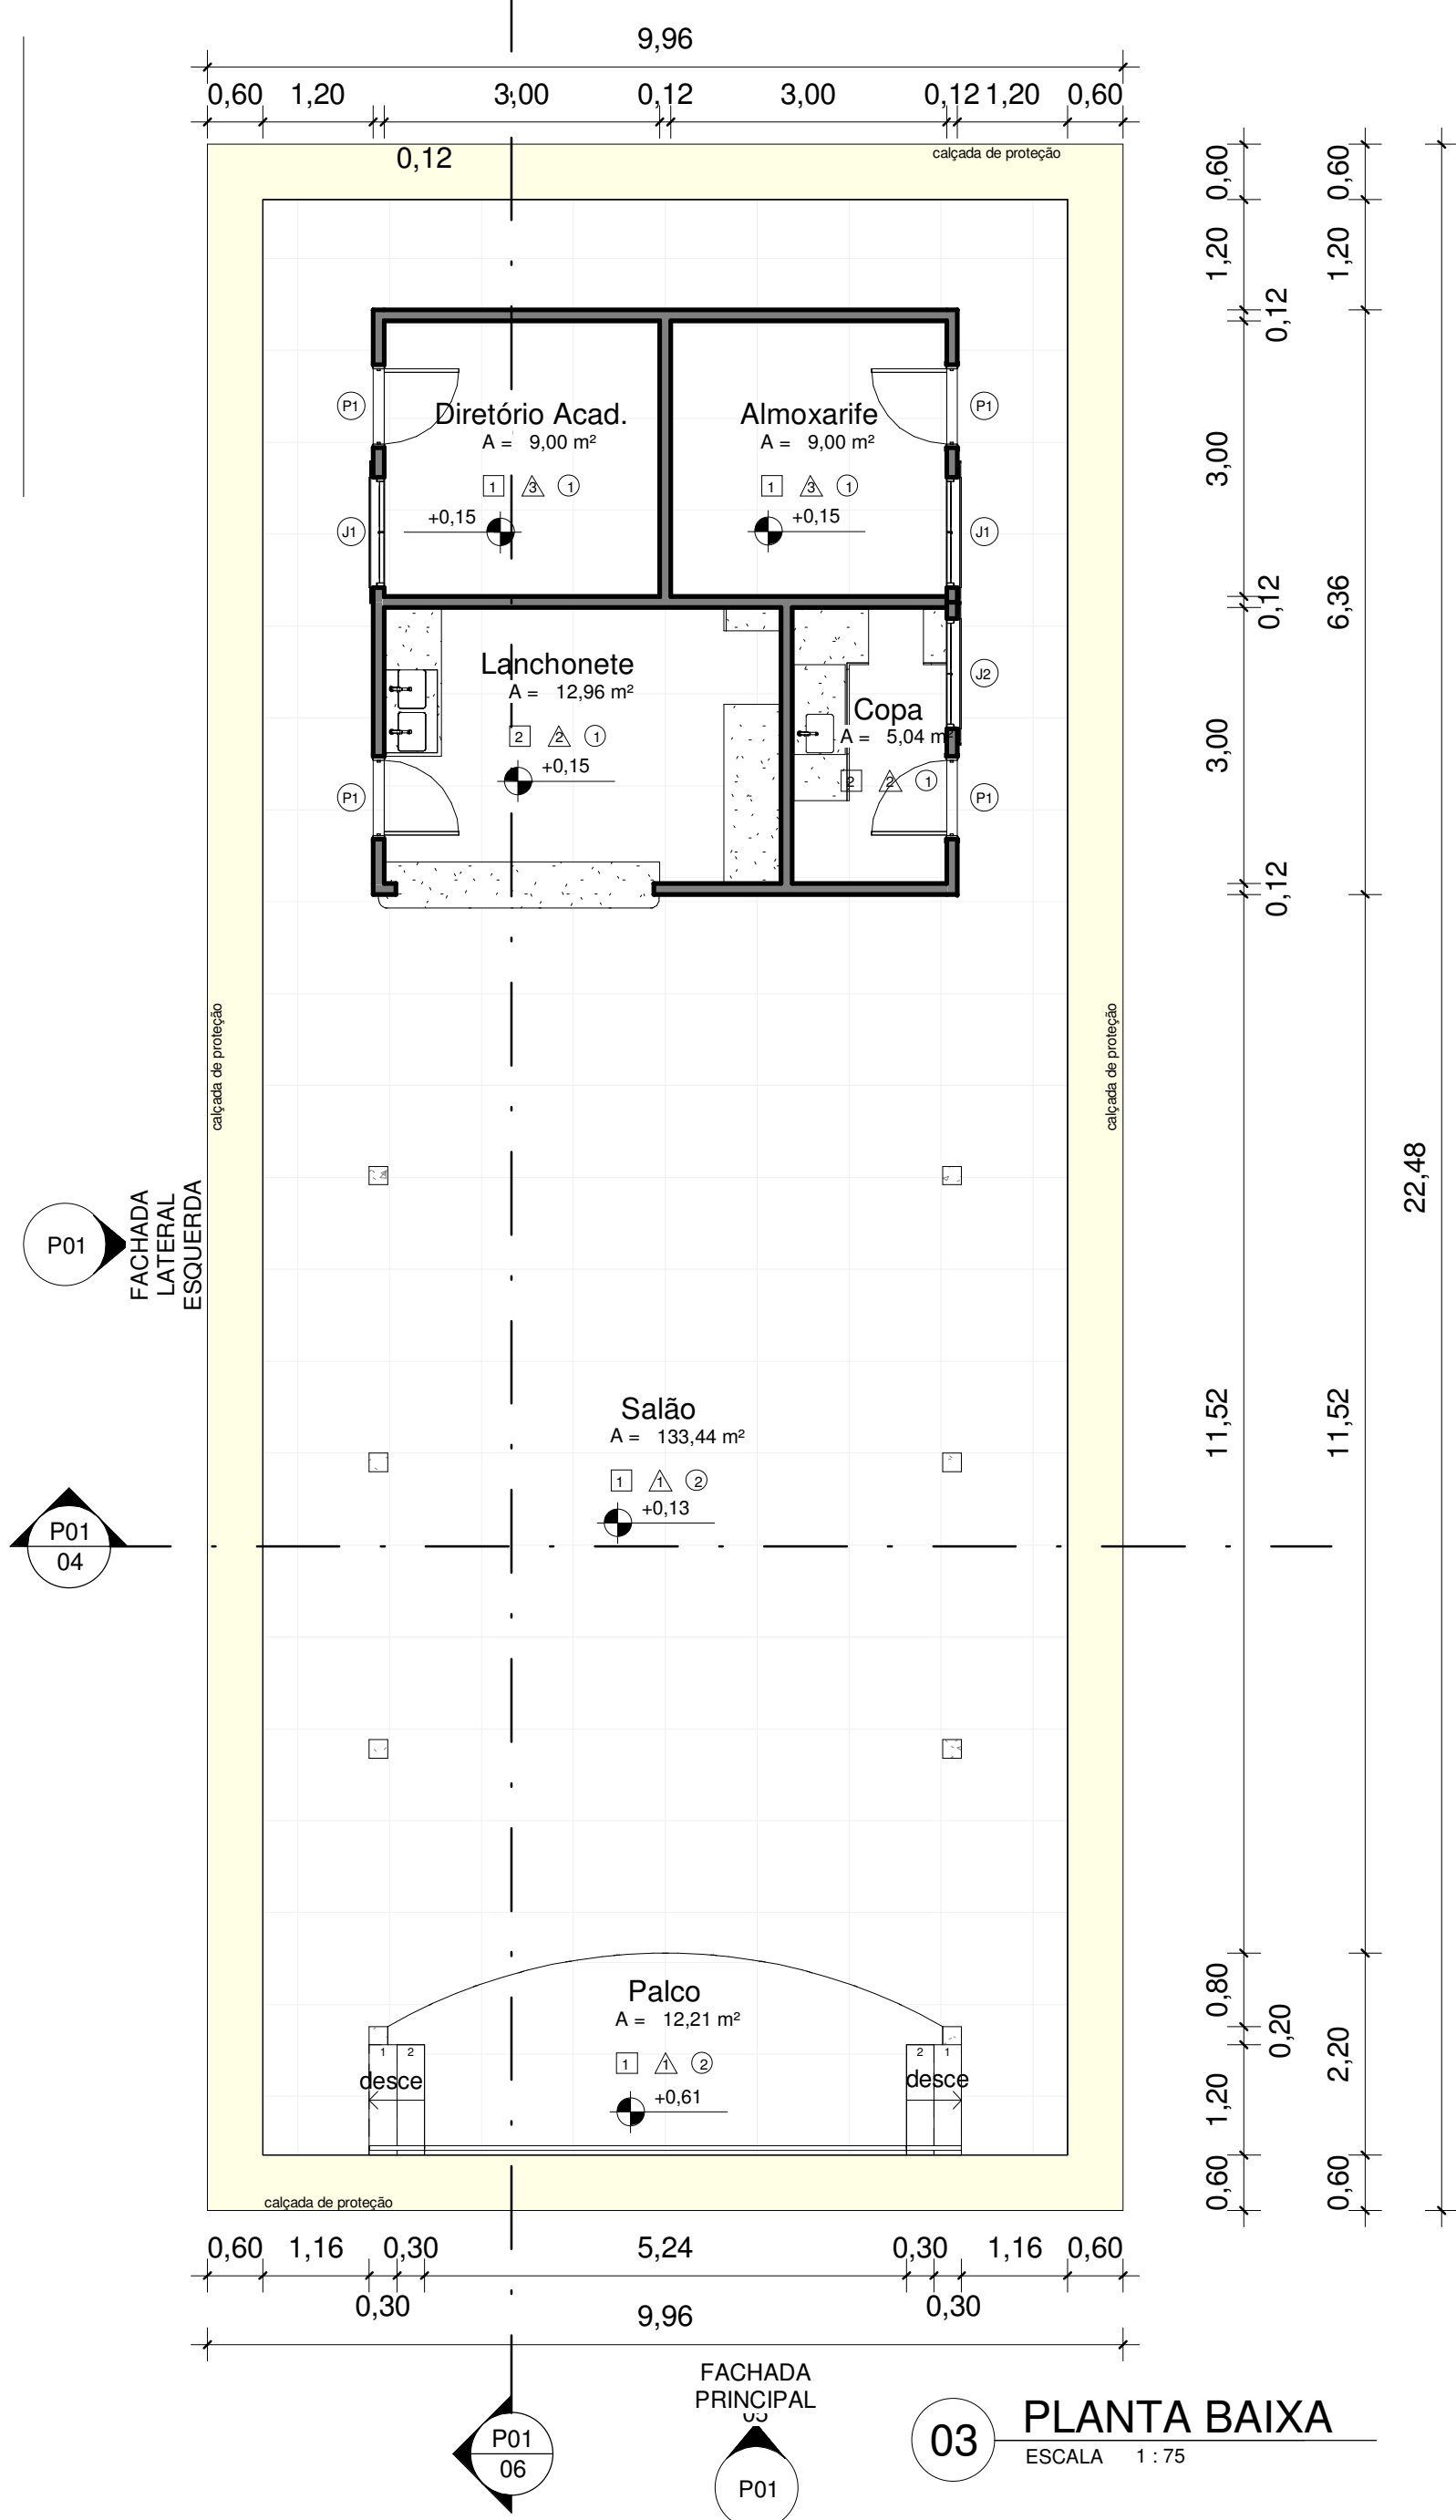 9,96
0,60 1,20 3,00 0,12 3,00 0,12 1,20 0,60
0,12
calçada de proteção
0,60
0,60
1,20
1,20
0,12
P1
Diretório Acad.
A = 9,00 m²
1 3 1
+0,15
J1
Almoxarife
A = 9,00 m²
1 3 1
+0,15
P1
J1
3,00
0,12
6,36
Lanchonete
A = 12,96 m²
2 2 1
+0,15
P1
Copa
A = 5,04 m²
2 2 1
J2
P1
3,00
0,12
calçada de proteção
calçada de proteção
22,48
P01
FACHADA
LATERAL
ESQUERDA
Salão
A = 133,44 m²
1 1 2
+0,13
11,52
11,52
P01
04
Palco
A = 12,21 m²
1 1 2
+0,61
1 2
desce
2 1
desce
0,80
0,20
2,20
1,20
0,60
0,60
calçada de proteção
0,60 1,16 0,30 5,24 0,30 1,16 0,60
0,30 0,30
9,96
P01
06
FACHADA
PRINCIPAL
05
P01
03
PLANTA BAIXA
ESCALA 1 : 75